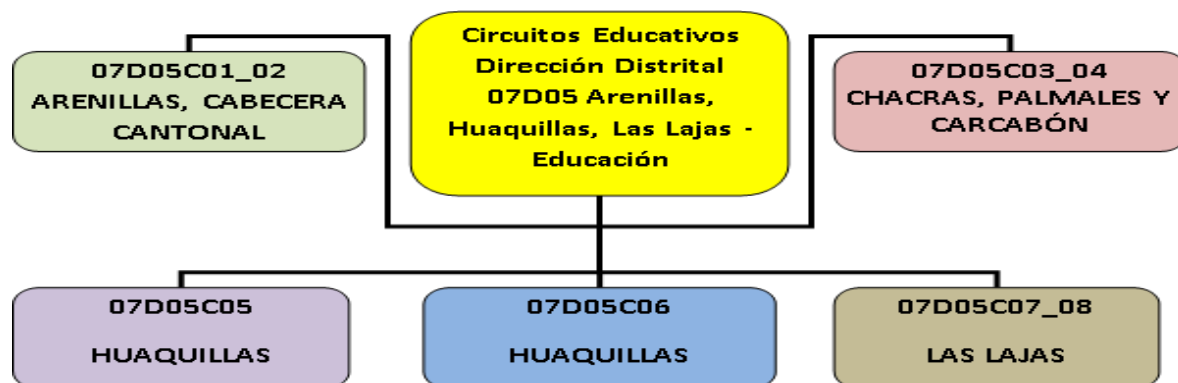 Circuitos Educativos
Dirección Distrital
07D05 Arenillas,
Huaquillas, Las Lajas -
Educación
07D05C01_02
ARENILLAS, CABECERA
CANTONAL
07D05C03_04
CHACRAS, PALMALES Y
CARCABÓN
07D05C05
HUAQUILLAS
07D05C06
HUAQUILLAS
07D05C07_08
LAS LAJAS